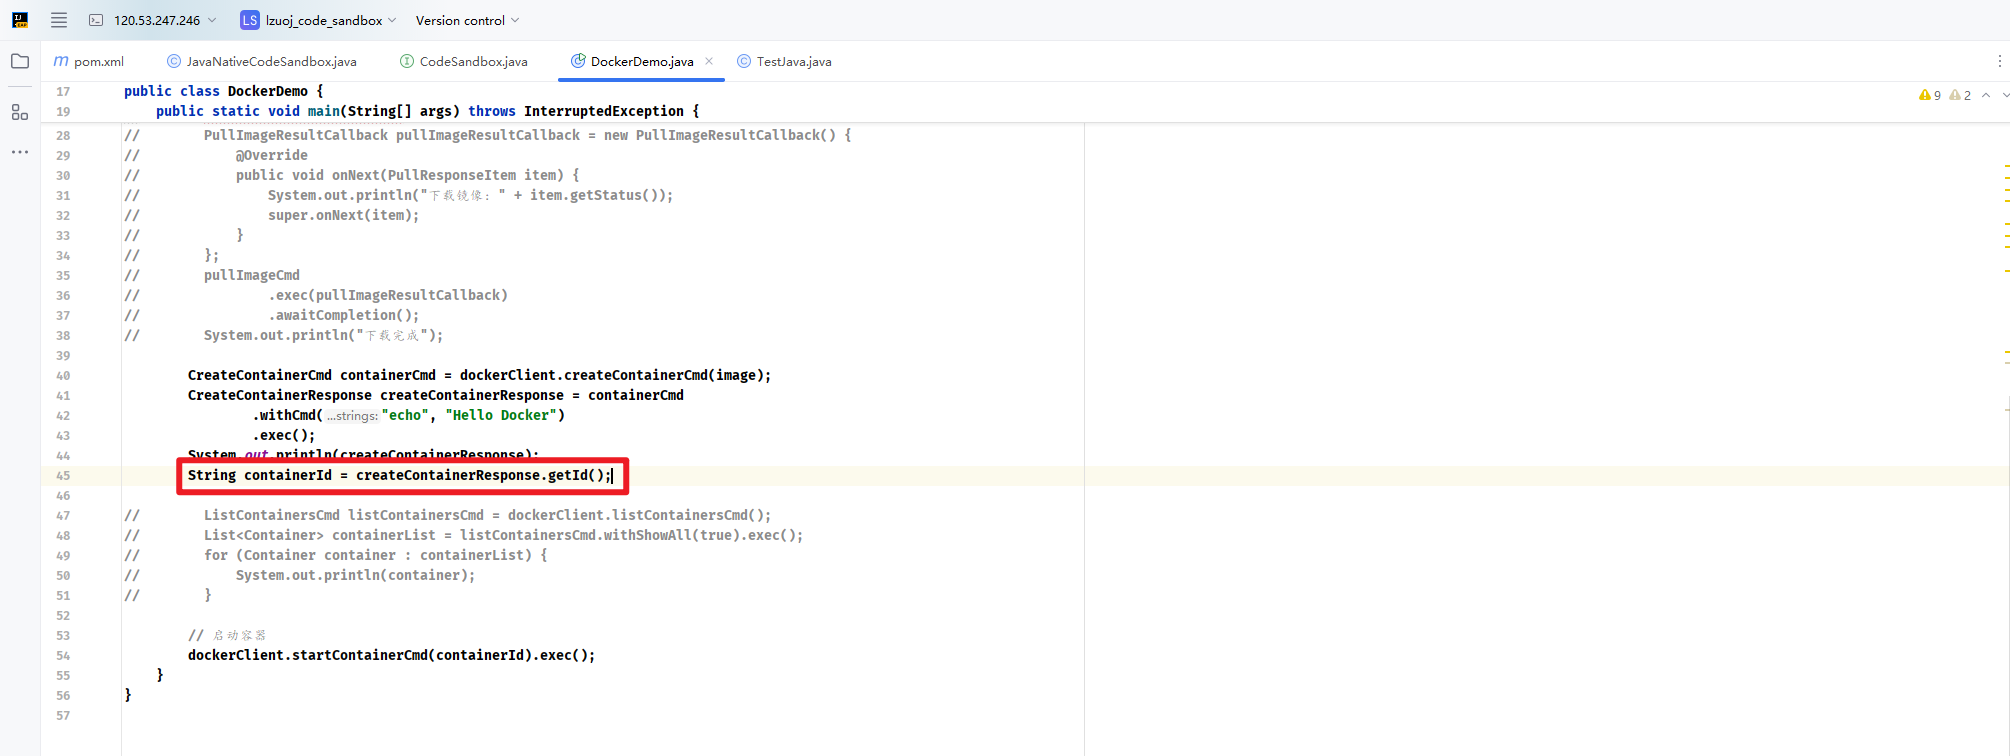 120.53.247.246 LS lzuoj_code_sandbox Version control
pom.xml JavaNativeCodeSandbox.java CodeSandbox.java DockerDemo.java TestJava.java
17 public class DockerDemo {
19 public static void main(String[] args) throws InterruptedException {
9 2
28 // PullImageResultCallback pullImageResultCallback = new PullImageResultCallback() {
29 // @Override
30 // public void onNext(PullResponseItem item) {
31 // System.out.println("下载镜像: " + item.getStatus());
32 // super.onNext(item);
33 // }
34 // };
35 // pullImageCmd
36 // .exec(pullImageResultCallback)
37 // .awaitCompletion();
38 // System.out.println("下载完成");
39
40 CreateContainerCmd containerCmd = dockerClient.createContainerCmd(image);
41 CreateContainerResponse createContainerResponse = containerCmd
42 .withCmd( ...strings: "echo", "Hello Docker")
43 .exec();
44 System.out.println(createContainerResponse);
45 String containerId = createContainerResponse.getId();
46
47 // ListContainersCmd listContainersCmd = dockerClient.listContainersCmd();
48 // List<Container> containerList = listContainersCmd.withShowAll(true).exec();
49 // for (Container container : containerList) {
50 // System.out.println(container);
51 // }
52
53 // 启动容器
54 dockerClient.startContainerCmd(containerId).exec();
55 }
56 }
57